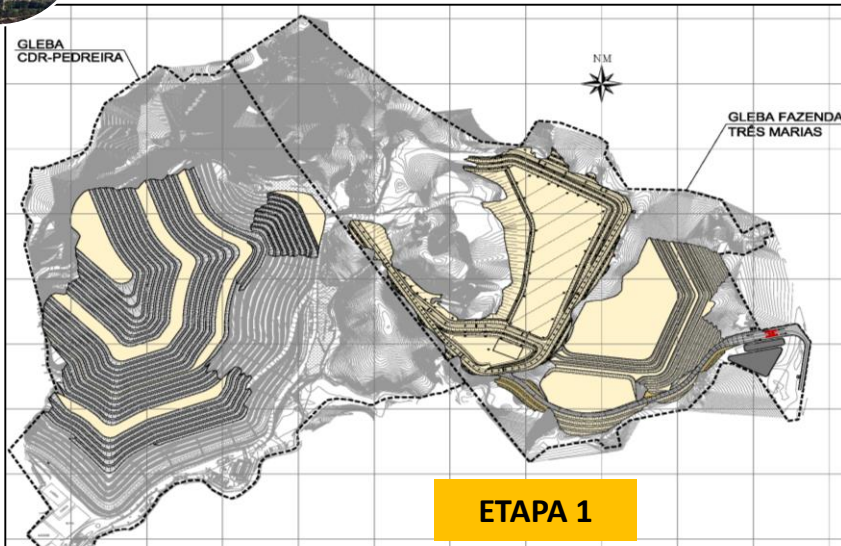 GLEBA
CDR-PEDREIRA
NM
GLEBA FAZENDA
TRÊS MARIAS
ETAPA 1